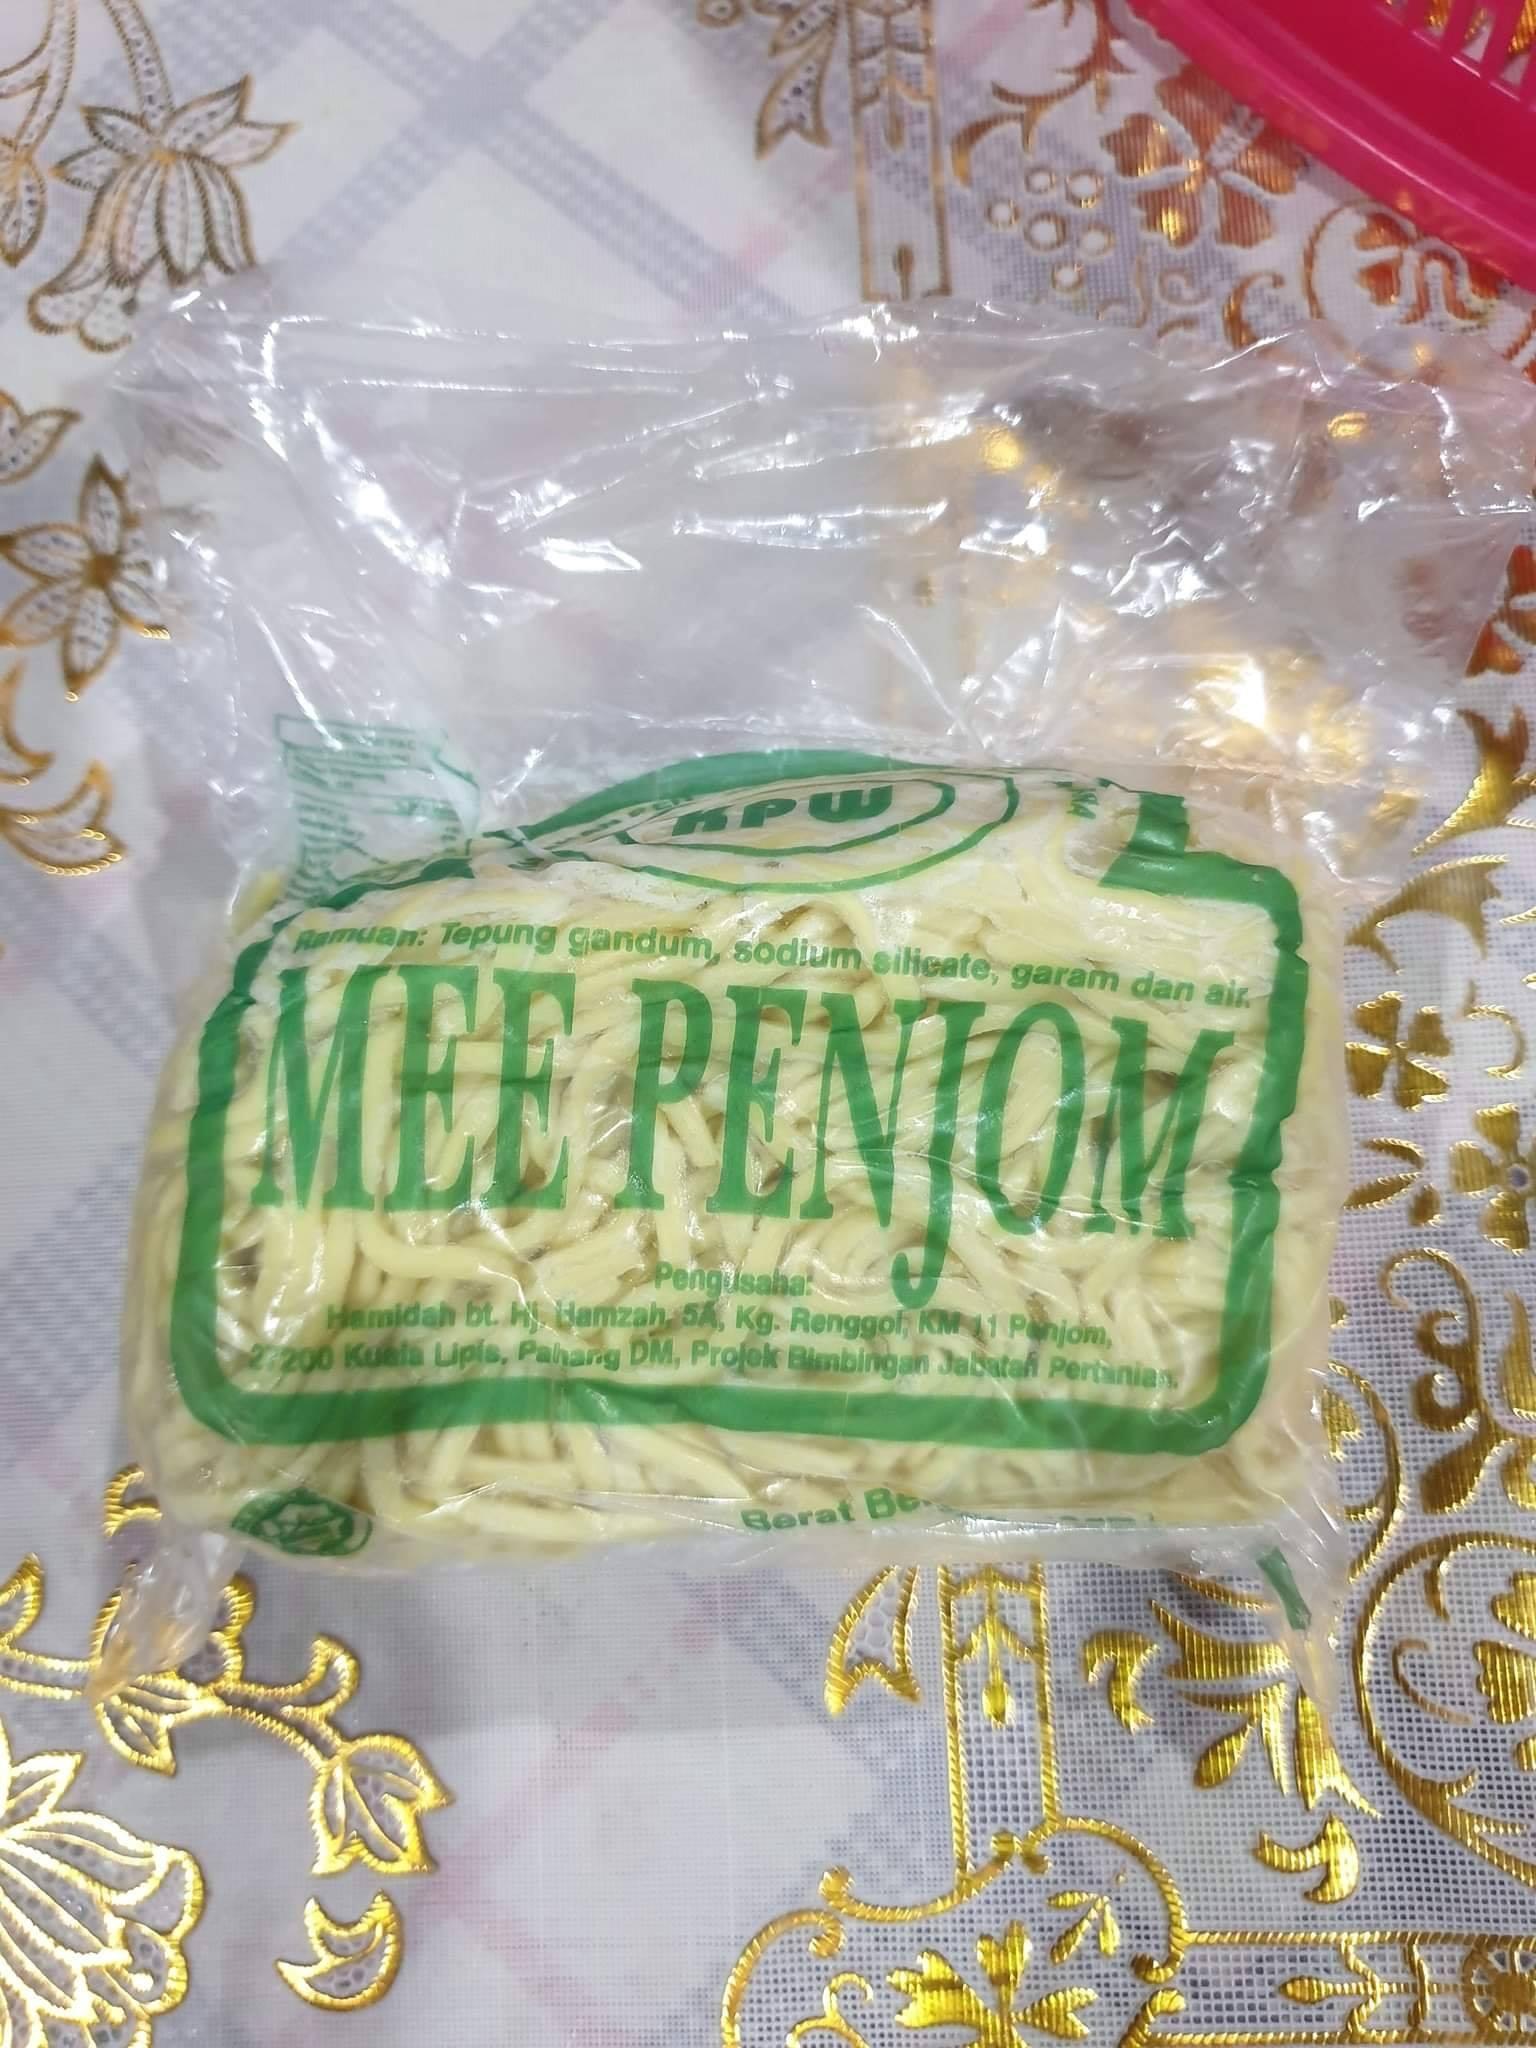 KPW
Ramuan: Tepung gandum, sodium silicate, garam dan air.
MEE PENJOM
Pengusaha:
Hamidah bt. Hj. Hamzah, 5A, Kg. Renggol, KM 11 Penjom,
27200 Kuala Lipis, Pahang DM, Projek Bimbingan Jabatan Pertanian.
Berat